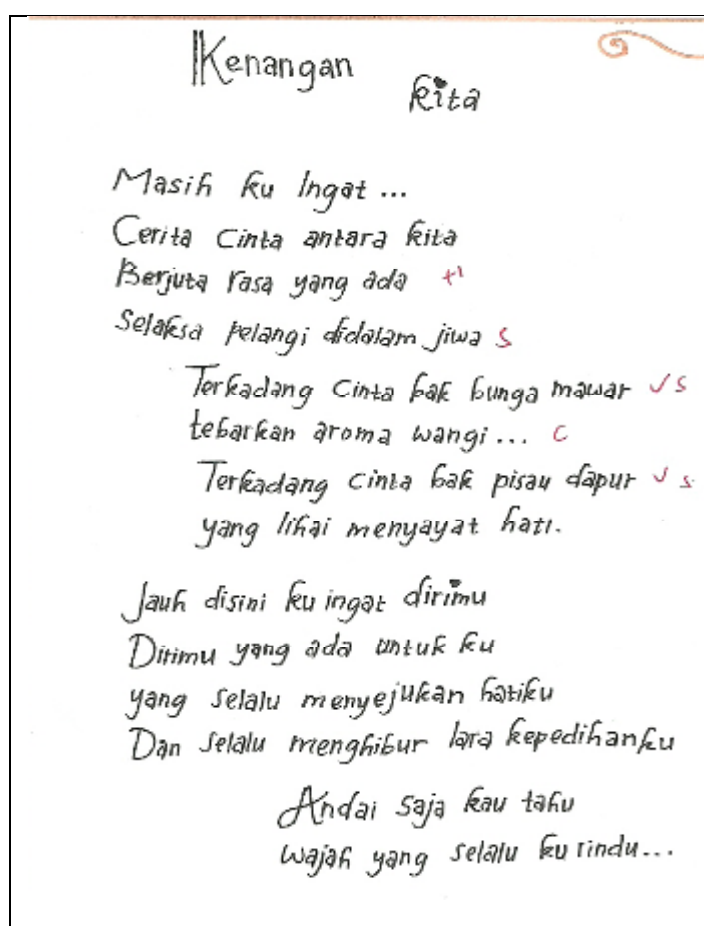 Kenangan
kita
Masih ku Ingat ...
Cerita Cinta antara kita
Berjuta rasa yang ada +1
Selaksa pelangi didalam jiwa S
Terkadang Cinta bak bunga mawar ✓ S
tebarkan aroma wangi ... C
Terkadang cinta bak pisau dapur ✓ S
yang lihai menyayat hati.
Jauh disini ku ingat dirimu
Dirimu yang ada untuk ku
yang selalu menyejukan hatiku
Dan selalu menghibur lara kepedihanku
Andai saja kau tahu
wajah yang selalu ku rindu ...